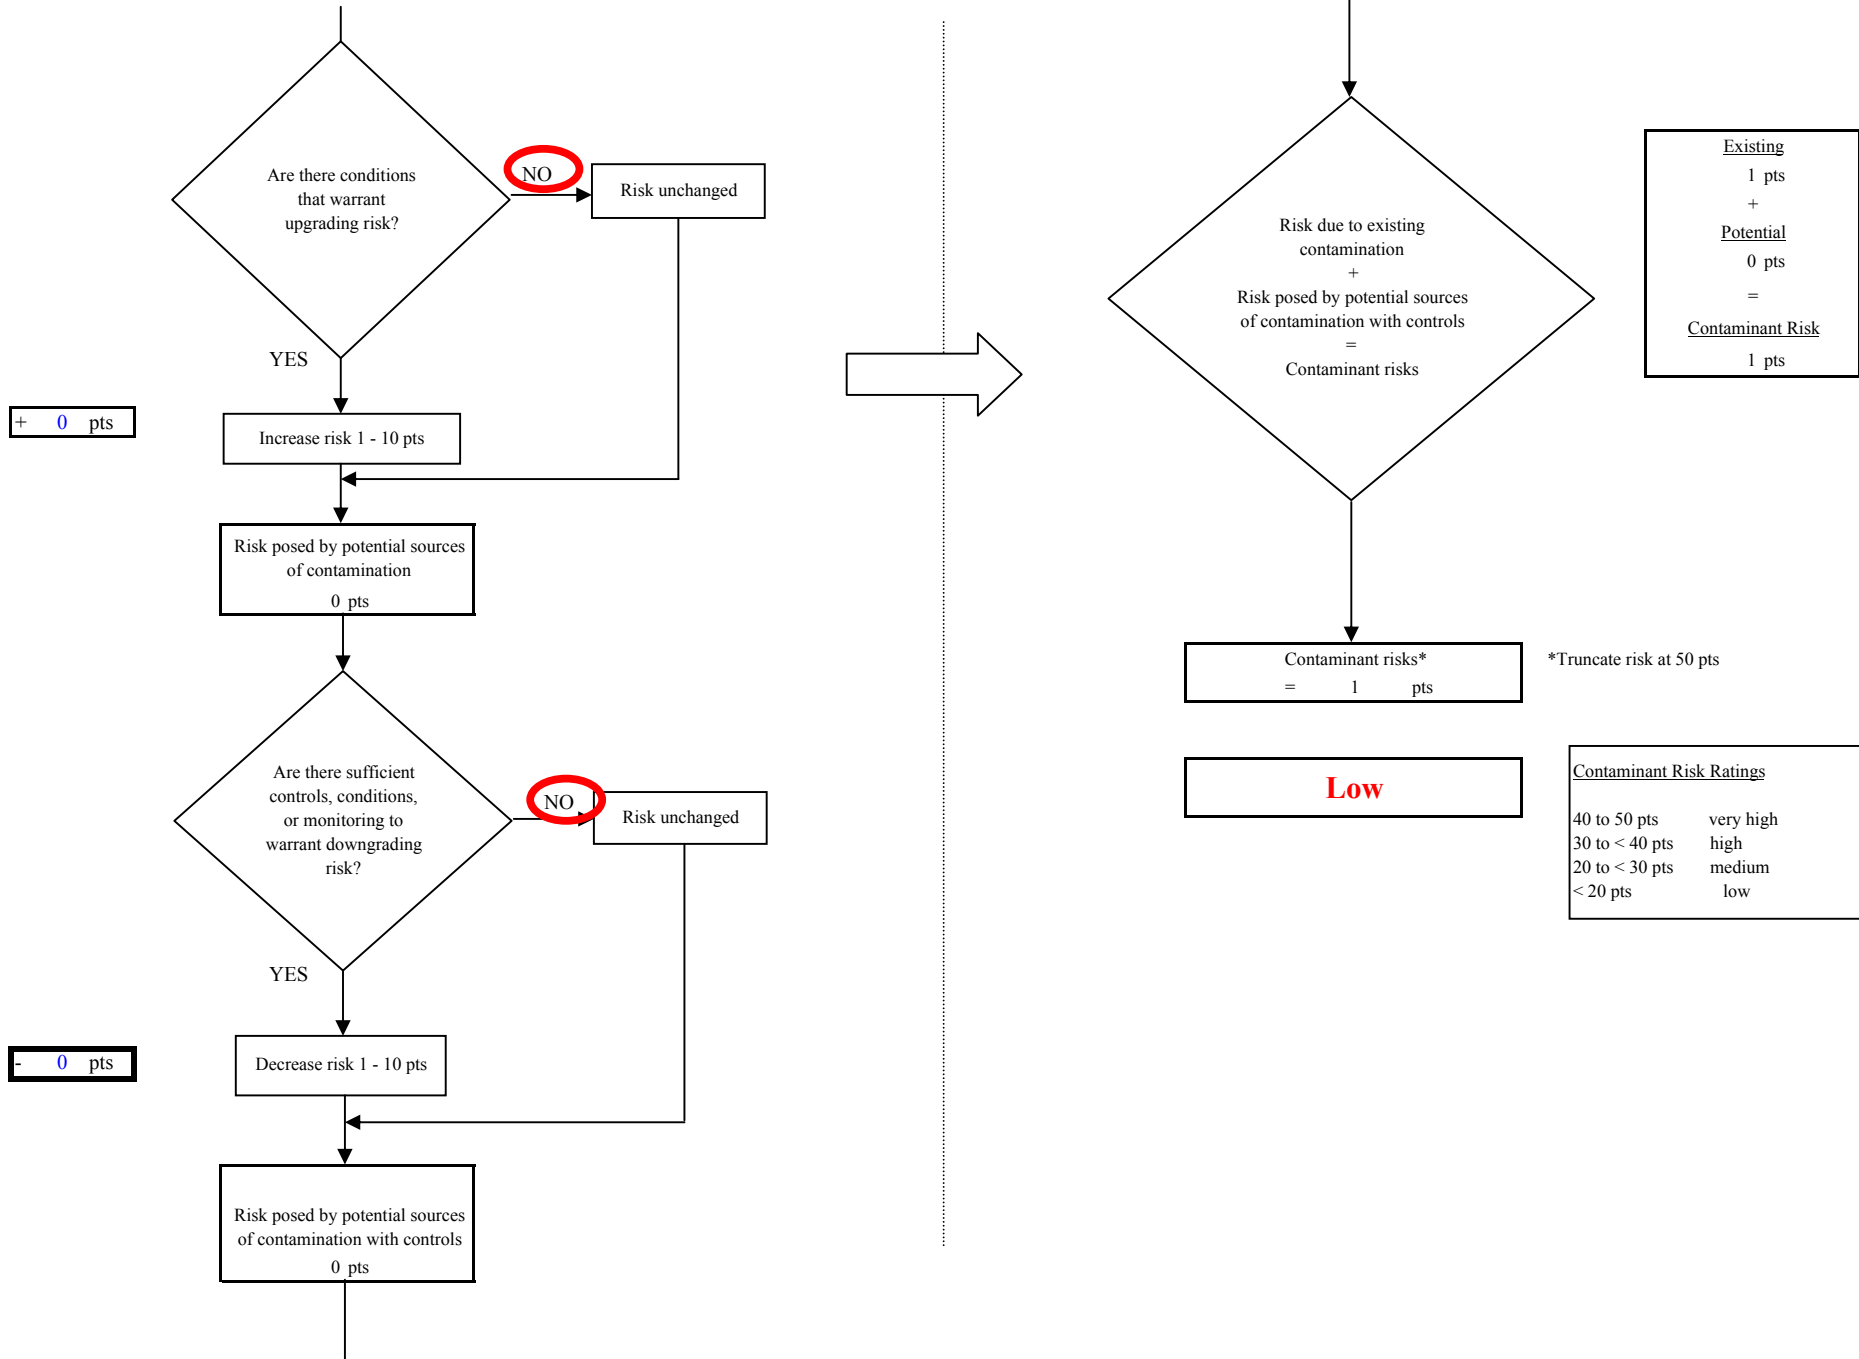 Are there conditions
that warrant
upgrading risk?
NO
Risk unchanged
YES
+ 0 pts
Increase risk 1 - 10 pts
Risk posed by potential sources
of contamination
0 pts
Are there sufficient
controls, conditions,
or monitoring to
warrant downgrading
risk?
NO
Risk unchanged
YES
- 0 pts
Decrease risk 1 - 10 pts
Risk posed by potential sources
of contamination with controls
0 pts
Risk due to existing
contamination
+
Risk posed by potential sources
of contamination with controls
=
Contaminant risks
Existing
1 pts
+
Potential
0 pts
=
Contaminant Risk
1 pts
Contaminant risks*
= 1 pts
*Truncate risk at 50 pts
Low
Contaminant Risk Ratings
40 to 50 pts very high
30 to < 40 pts high
20 to < 30 pts medium
< 20 pts low